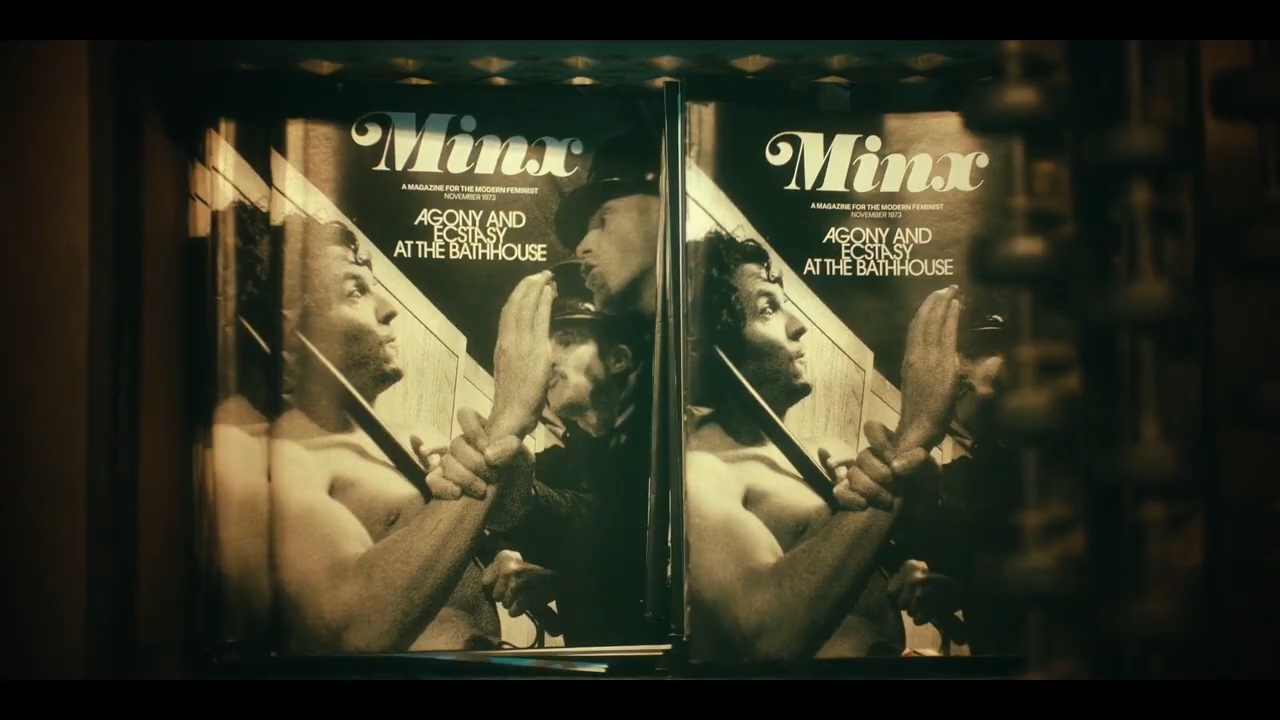 Minx
A MAGAZINE FOR THE MODERN FEMINIST
NOVEMBER 1973
AGONY AND
ECSTASY
AT THE BATHHOUSE
Minx
A MAGAZINE FOR THE MODERN FEMINIST
NOVEMBER 1973
AGONY AND
ECSTASY
AT THE BATHHOUSE